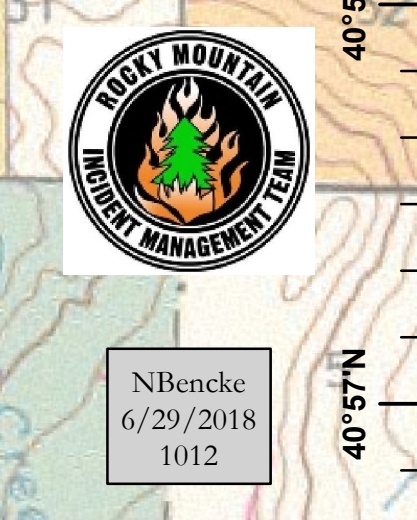 ROCKY MOUNTAIN
INCIDENT MANAGEMENT TEAM
NBencke
6/29/2018
1012
40°57'N